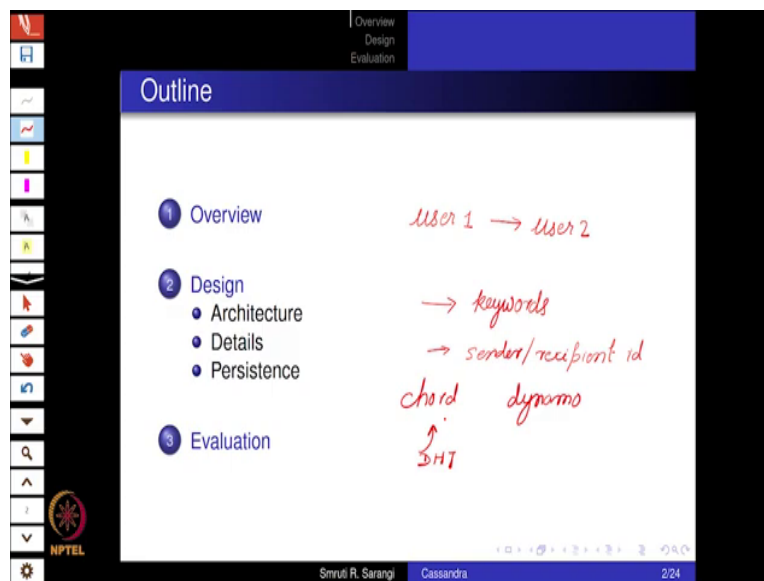 Overview
Design
Evaluation
Outline
1 Overview
user 1 → user 2
2 Design
Architecture
→ keywords
Details
→ sender/recipient id
Persistence
chord dynamo
3 Evaluation
DHT
NPTEL
Smruti R. Sarangi Cassandra 2/24